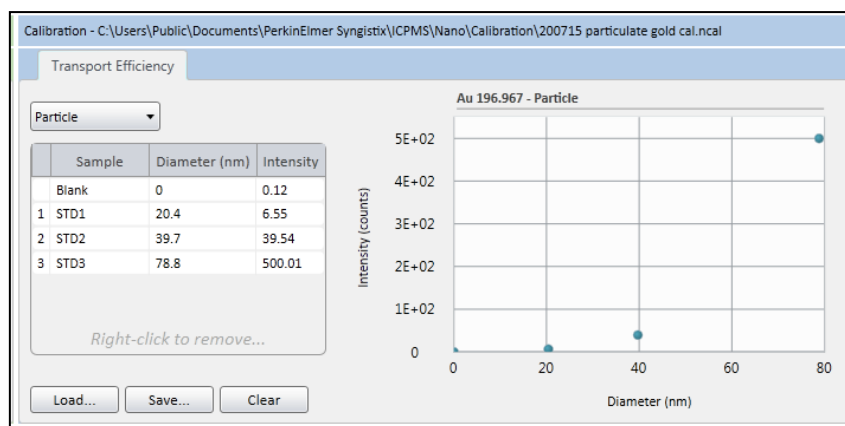 Calibration - C:\Users\Public\Documents\PerkinElmer Syngistix\ICPMS\Nano\Calibration\200715 particulate gold cal.ncal
Transport Efficiency
Particle
Sample Diameter (nm) Intensity
Blank 0 0.12
1 STD1 20.4 6.55
2 STD2 39.7 39.54
3 STD3 78.8 500.01
Right-click to remove...
Load... Save... Clear
Au 196.967 - Particle
Intensity (counts)
5E+02
4E+02
3E+02
2E+02
1E+02
0
0 20 40 60 80
Diameter (nm)